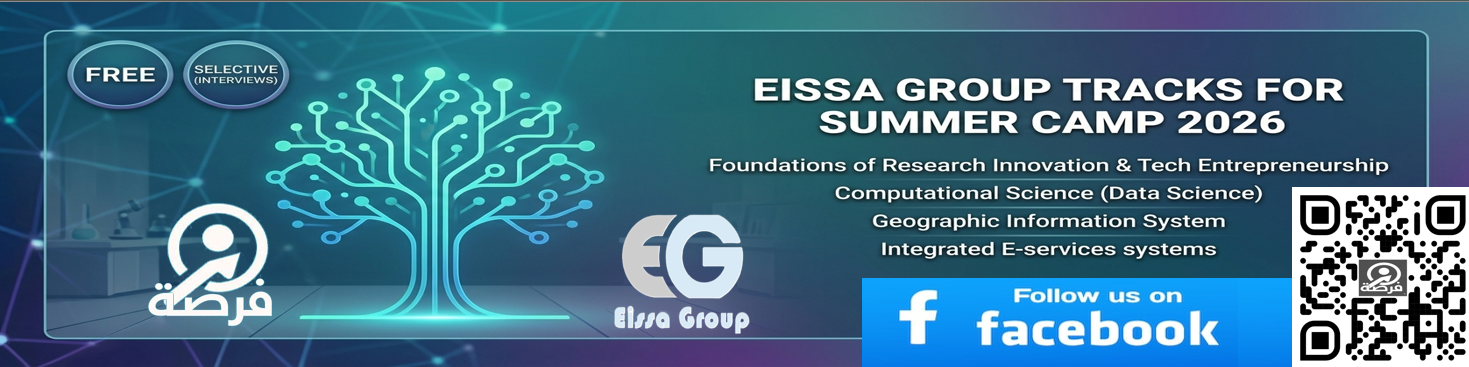 FREE
SELECTIVE
(INTERVIEWS)
EISSA GROUP TRACKS FOR
SUMMER CAMP 2026
Foundations of Research Innovation & Tech Entrepreneurship
Computational Science (Data Science)
Geographic Information System
Integrated E-services systems
فرصة
EG
Eissa Group
f
Follow us on
facebook
فرصة